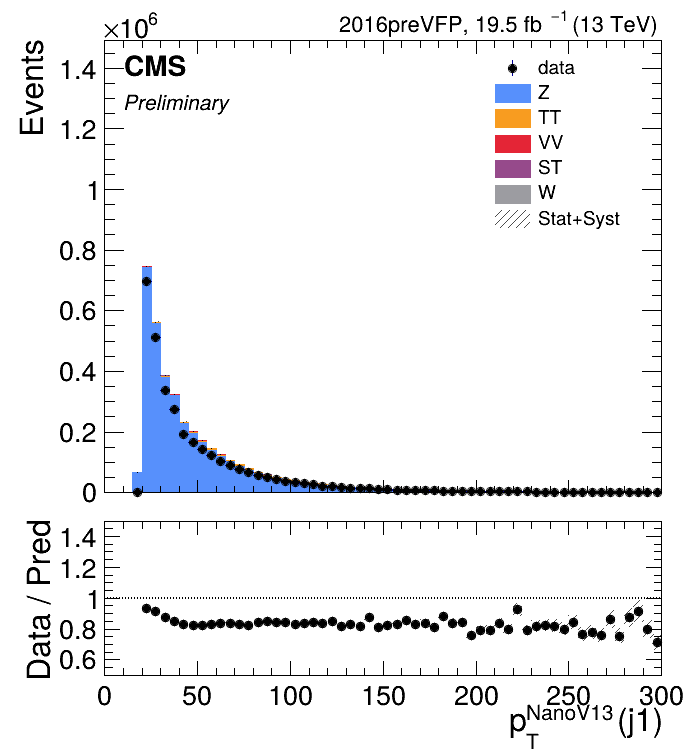 ×10⁶
2016preVFP, 19.5 fb⁻¹ (13 TeV)
CMS
Preliminary
Events
1.4
1.2
1
0.8
0.6
0.4
0.2
0
data
Z
TT
VV
ST
W
Stat+Syst
Data / Pred
1.4
1.2
1
0.8
0.6
0 50 100 150 200 250 300
p_T^NanoV13 (j1)